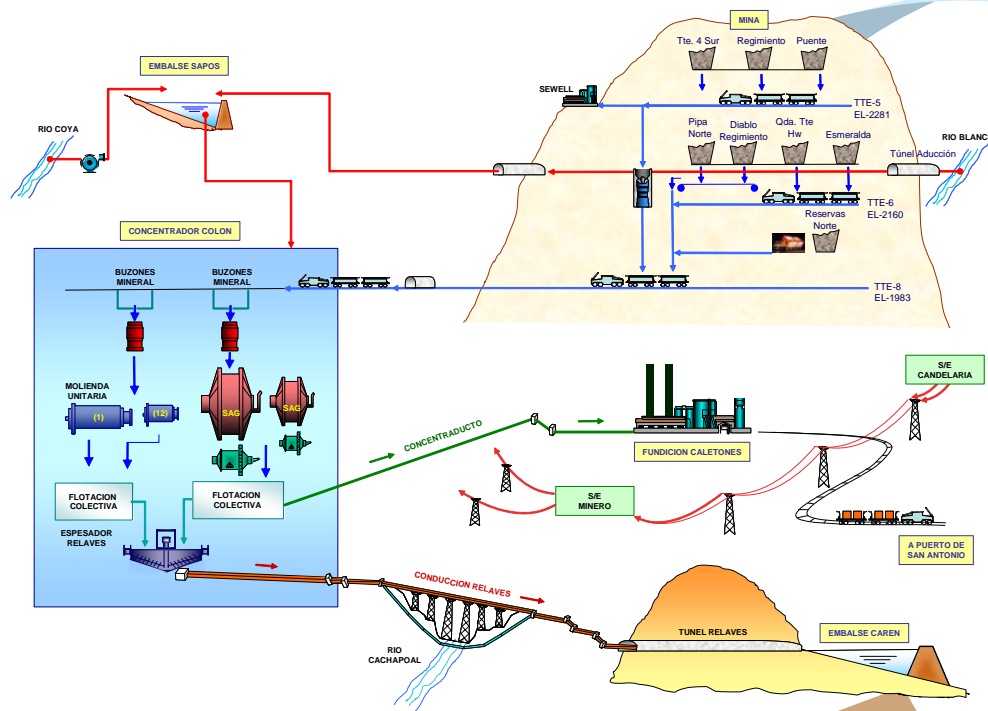 MINA
Tte. 4 Sur
Regimiento
Puente
EMBALSE SAPOS
SEWELL
TTE-5
EL-2281
RIO COYA
Pipa
Norte
Diablo
Regimiento
Qda. Tte
Hw
Esmeralda
RIO BLANC
Túnel Aducción
TTE-6
EL-2160
Reservas
Norte
CONCENTRADOR COLON
BUZONES
MINERAL
BUZONES
MINERAL
TTE-8
EL-1983
MOLIENDA
UNITARIA
(1)
(12)
SAG
SAG
S/E
CANDELARIA
CONCENTRADUCTO
FUNDICION CALETONES
FLOTACION
COLECTIVA
FLOTACION
COLECTIVA
S/E
MINERO
ESPESADOR
RELAVES
A PUERTO DE
SAN ANTONIO
CONDUCCION RELAVES
TUNEL RELAVES
EMBALSE CAREN
RIO
CACHAPOAL